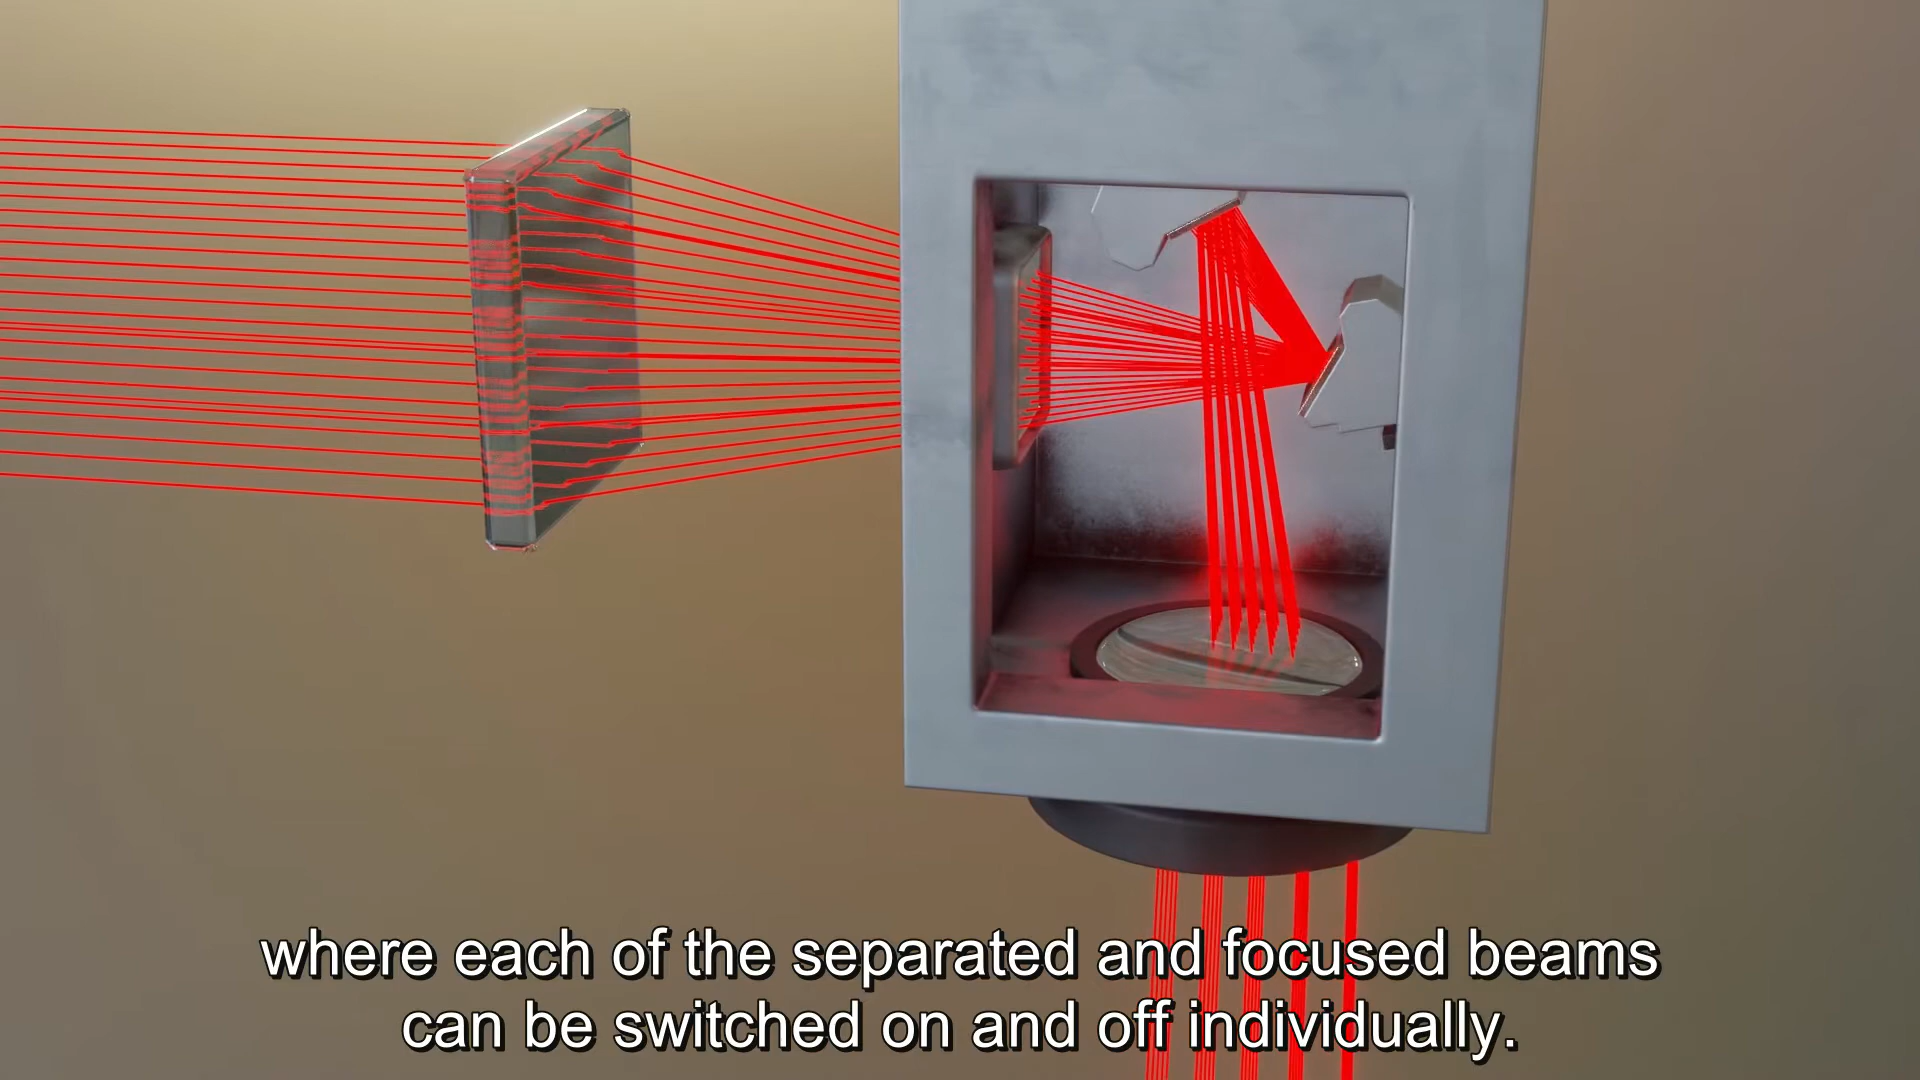 where each of the separated and focused beams
can be switched on and off individually.